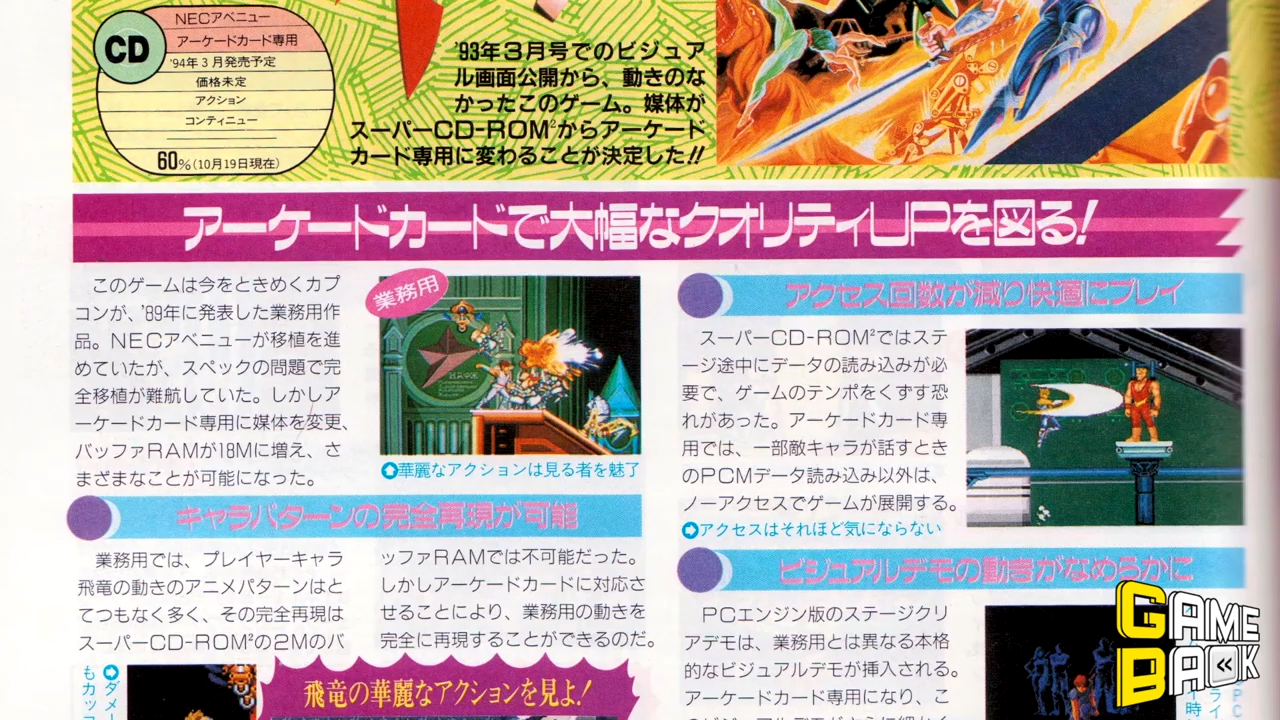 CD
NECアベニュー
アーケードカード専用
'94年3月発売予定
価格未定
アクション
コンティニュー
60%(10月19日現在)
'93年3月号でのビジュア
ル画面公開から、動きのな
かったこのゲーム。媒体が
スーパーCD-ROM²からアーケード
カード専用に変わることが決定した!!
アーケードカードで大幅なクオリティUPを図る!
このゲームは今をときめくカプ
コンが、'89年に発表した業務用作
品。NECアベニューが移植を進
めていたが、スペックの問題で完
全移植が難航していた。しかしア
ーケードカード専用に媒体を変更、
バッファRAMが18Mに増え、さ
まざまなことが可能になった。
業務用
華麗なアクションは見る者を魅了
キャラパターンの完全再現が可能
業務用では、プレイヤーキャラ
飛竜の動きのアニメパターンはと
てつもなく多く、その完全再現は
スーパーCD-ROM²の2Mのバ
ッファRAMでは不可能だった。
しかしアーケードカードに対応さ
せることにより、業務用の動きを
完全に再現することができるのだ。
飛竜の華麗なアクションを見よ!
アクセス回数が減り快適にプレイ
スーパーCD-ROM²ではステ
ージ途中にデータの読み込みが必
要で、ゲームのテンポをくずす恐
れがあった。アーケードカード専
用では、一部敵キャラが話すとき
のPCMデータ読み込み以外は、
ノーアクセスでゲームが展開する。
アクセスはそれほど気にならない
ビジュアルデモの動きがなめらかに
PCエンジン版のステージクリ
アデモは、業務用とは異なる本格
的なビジュアルデモが挿入される。
アーケードカード専用になり、こ
GAME
BACK